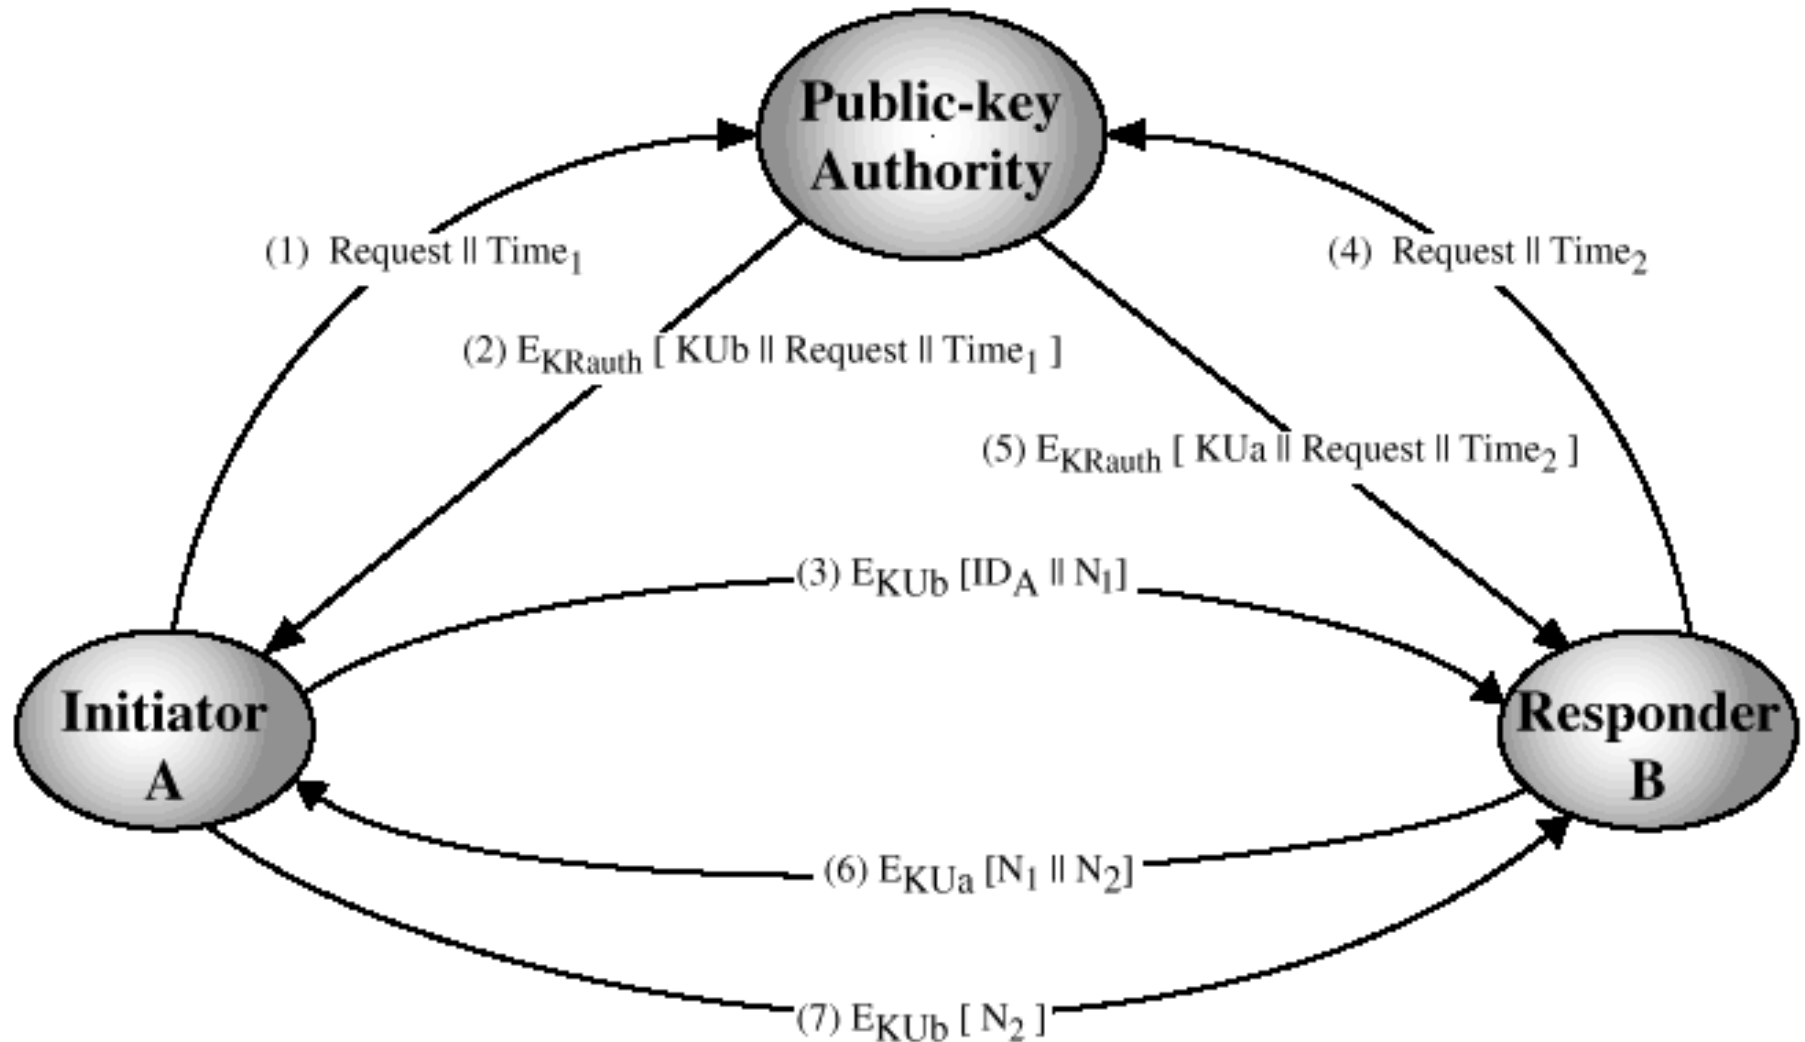 Public-key
Authority
(1) Request || Time1
(4) Request || Time2
(2) EKRauth [ KUb || Request || Time1 ]
(5) EKRauth [ KUa || Request || Time2 ]
(3) EKUb [IDA || N1]
Initiator
A
Responder
B
(6) EKUa [N1 || N2]
(7) EKUb [ N2 ]